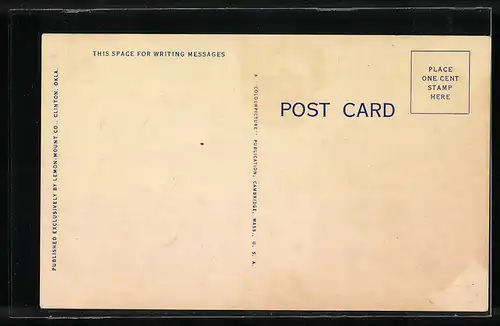 THIS SPACE FOR WRITING MESSAGES
PUBLISHED EXCLUSIVELY BY LEMON MOUNT CO., CLINTON, OKLA.
A "COLOURPICTURE" PUBLICATION, CAMBRIDGE, MASS., U. S. A.
POST CARD
PLACE
ONE CENT
STAMP
HERE